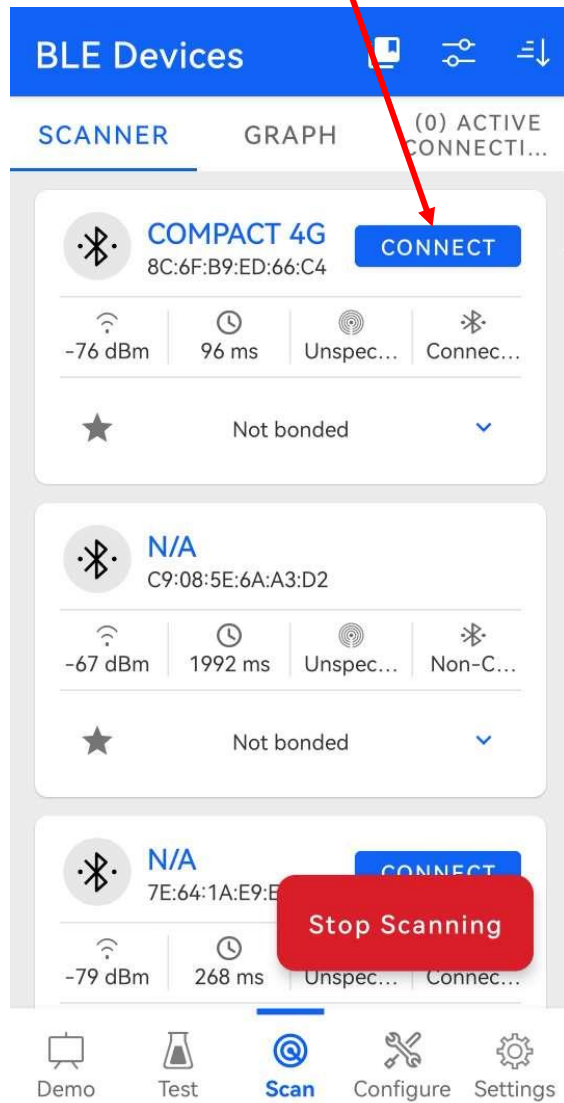 BLE Devices
SCANNER
GRAPH
(0) ACTIVE
CONNECTI...
COMPACT 4G
8C:6F:B9:ED:66:C4
CONNECT
-76 dBm
96 ms
Unspec...
Connec...
Not bonded
N/A
C9:08:5E:6A:A3:D2
-67 dBm
1992 ms
Unspec...
Non-C...
Not bonded
N/A
7E:64:1A:E9:E
CONNECT
Stop Scanning
-79 dBm
268 ms
Unspec...
Connec...
Demo
Test
Scan
Configure
Settings